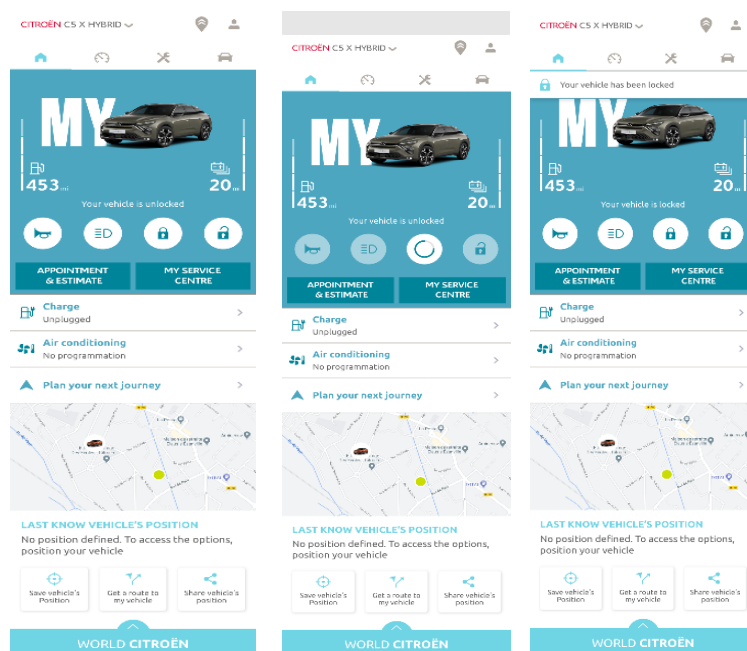 CITROËN C5 X HYBRID
MY
453 mi
20 mi
Your vehicle is unlocked
APPOINTMENT
& ESTIMATE
MY SERVICE
CENTRE
Charge
Unplugged
Air conditioning
No programmation
Plan your next journey
LAST KNOW VEHICLE'S POSITION
No position defined. To access the options,
position your vehicle
Save vehicle's
Position
Get a route to
my vehicle
Share vehicle's
position
WORLD CITROËN
CITROËN C5 X HYBRID
MY
453 mi
20 mi
Your vehicle is unlocked
APPOINTMENT
& ESTIMATE
MY SERVICE
CENTRE
Charge
Unplugged
Air conditioning
No programmation
Plan your next journey
LAST KNOW VEHICLE'S POSITION
No position defined. To access the options,
position your vehicle
Save vehicle's
Position
Get a route to
my vehicle
Share vehicle's
position
WORLD CITROËN
CITROËN C5 X HYBRID
Your vehicle has been locked
MY
453 mi
20 mi
Your vehicle is locked
APPOINTMENT
& ESTIMATE
MY SERVICE
CENTRE
Charge
Unplugged
Air conditioning
No programmation
Plan your next journey
LAST KNOW VEHICLE'S POSITION
No position defined. To access the options,
position your vehicle
Save vehicle's
Position
Get a route to
my vehicle
Share vehicle's
position
WORLD CITROËN